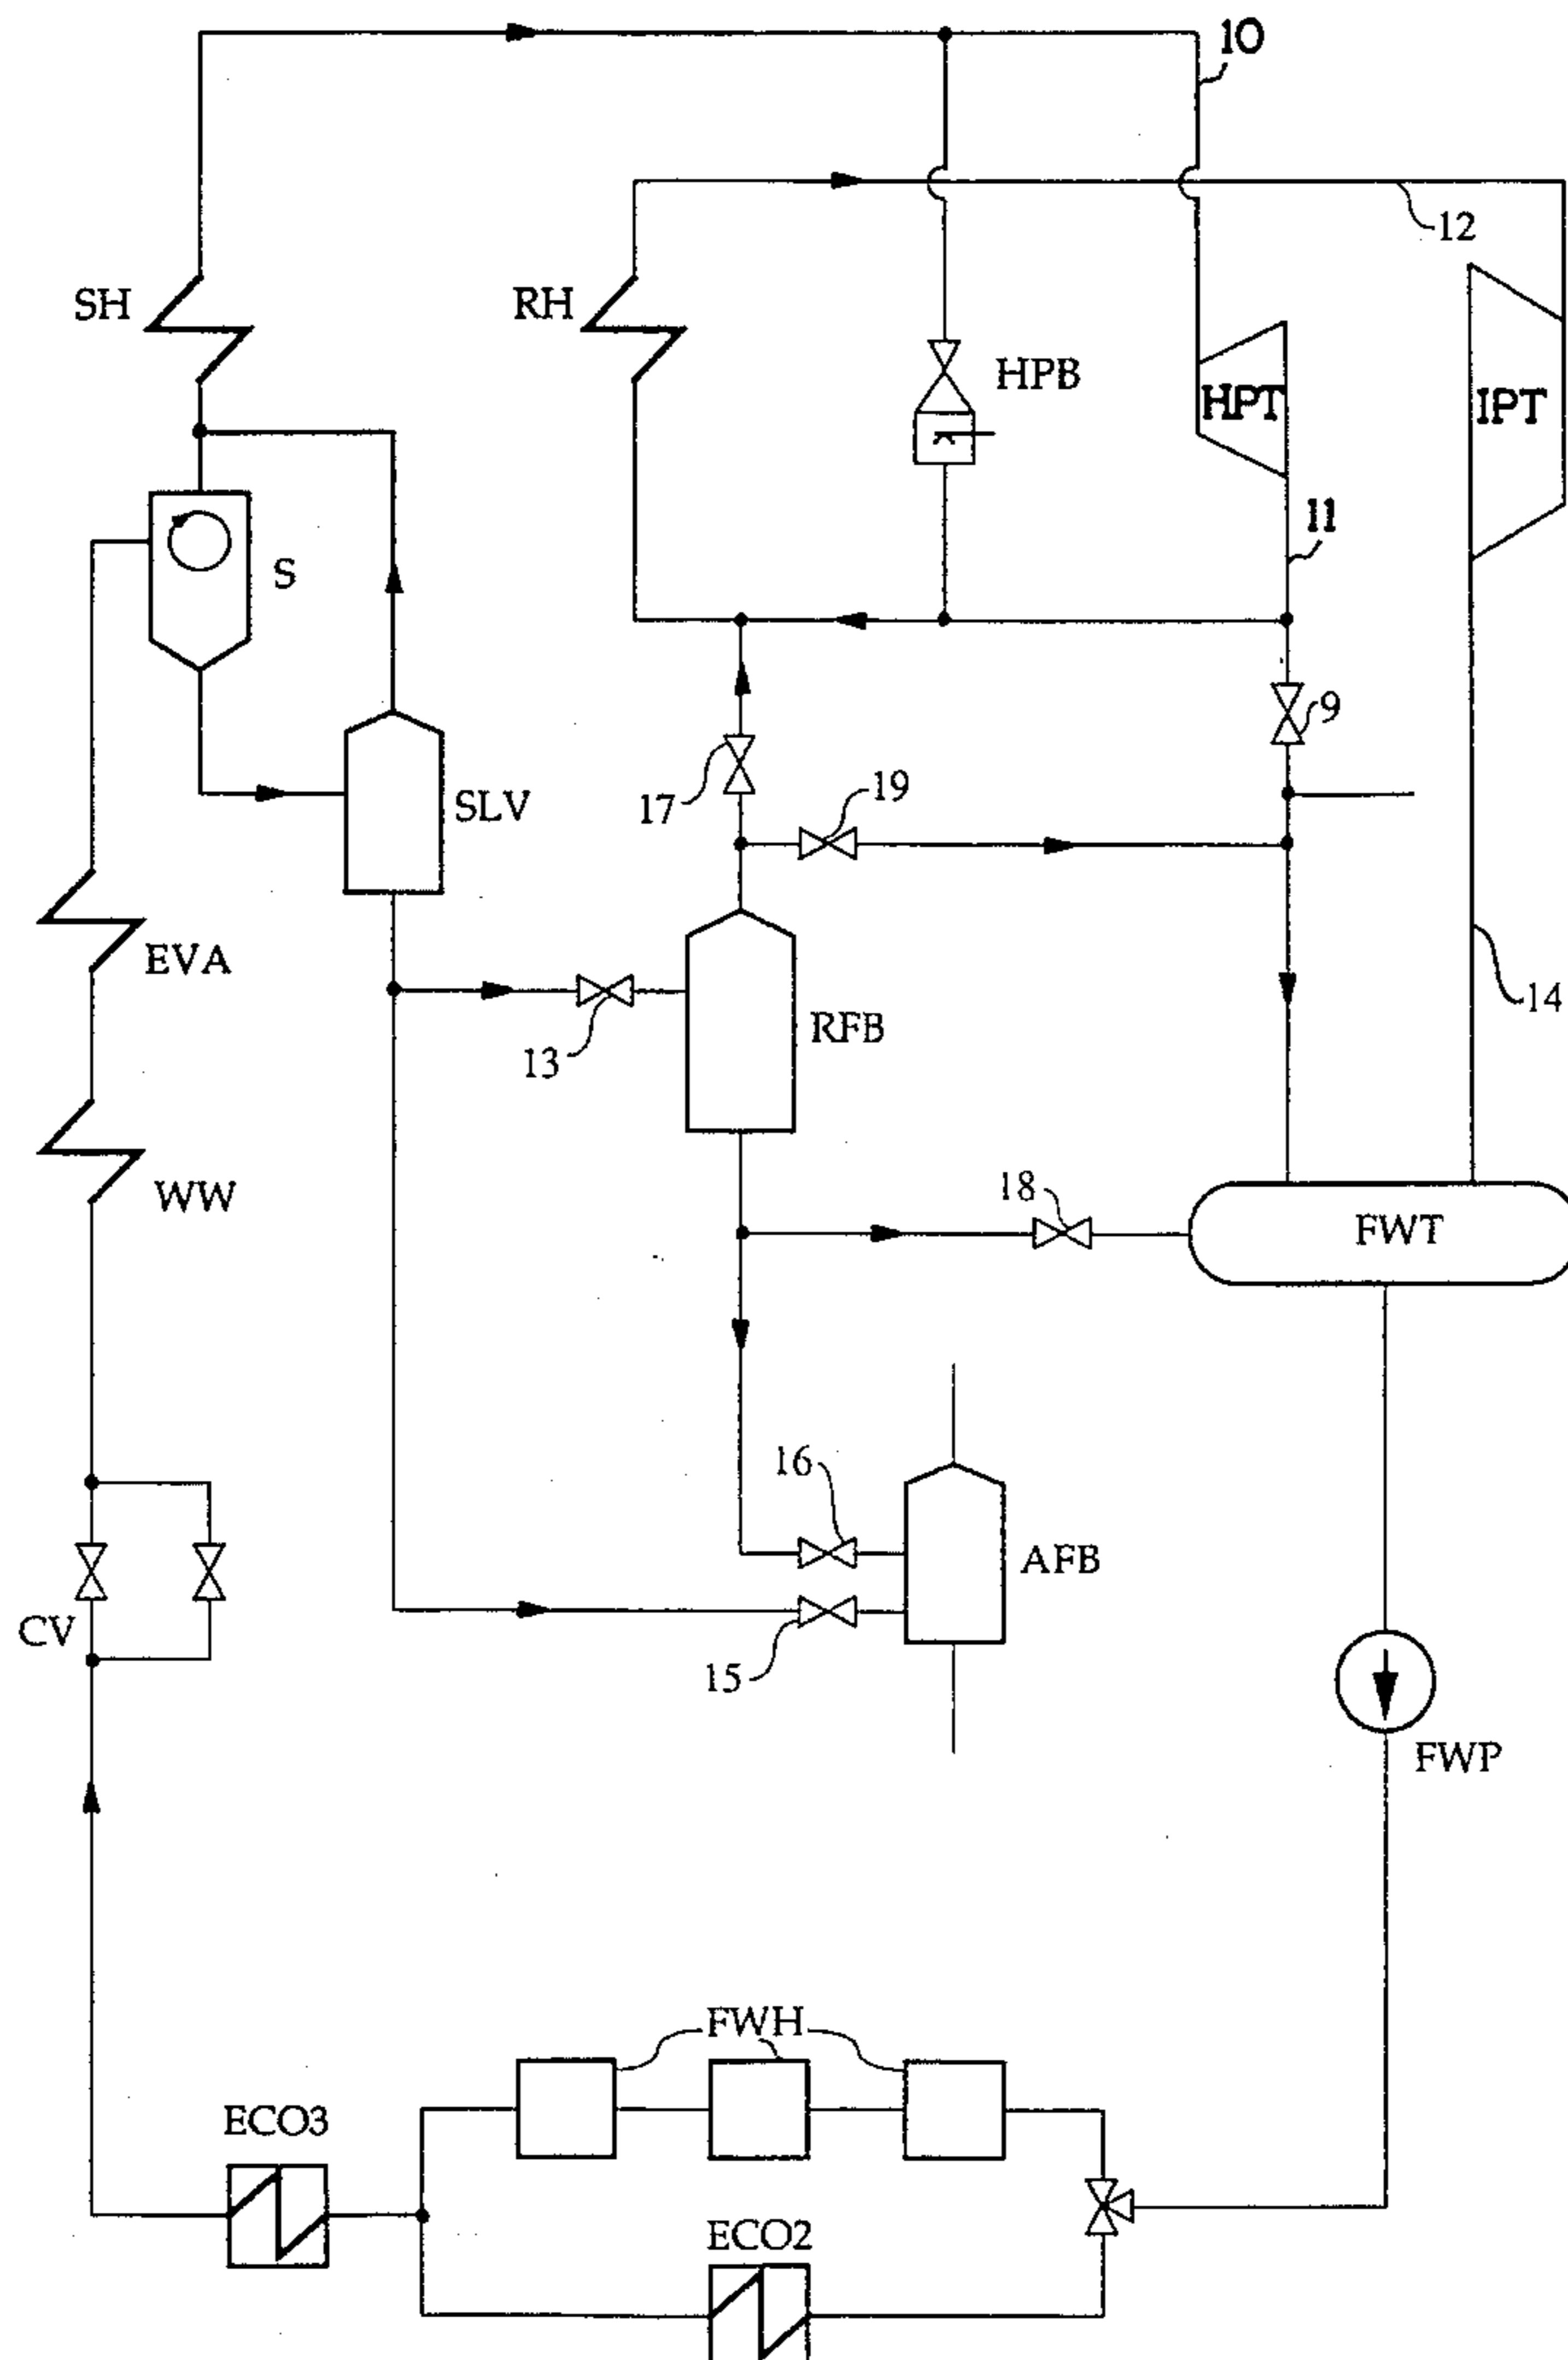 10
12
SH
RH
HPB
HPT
IPT
11
S
9
17
19
SLV
EVA
13
RFB
14
WW
18
FWT
16
AFB
CV
15
FWP
FWH
ECO3
ECO2